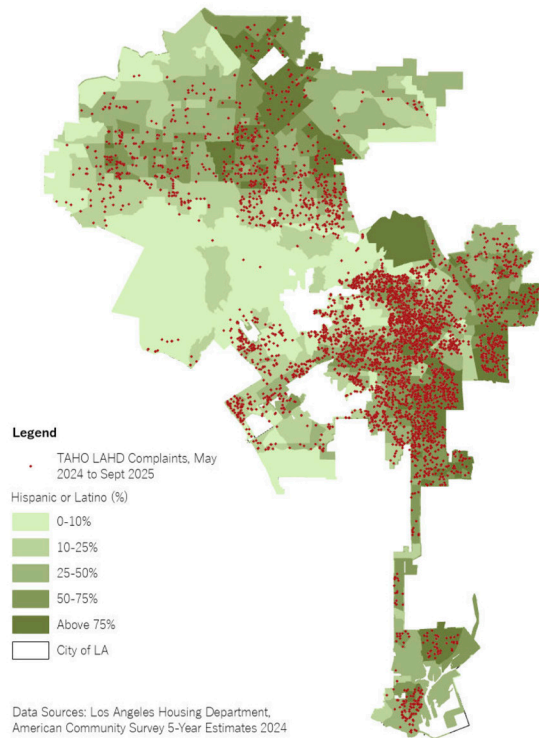 Legend
TAHO LAHD Complaints, May
2024 to Sept 2025
Hispanic or Latino (%)
0-10%
10-25%
25-50%
50-75%
Above 75%
City of LA
Data Sources: Los Angeles Housing Department,
American Community Survey 5-Year Estimates 2024